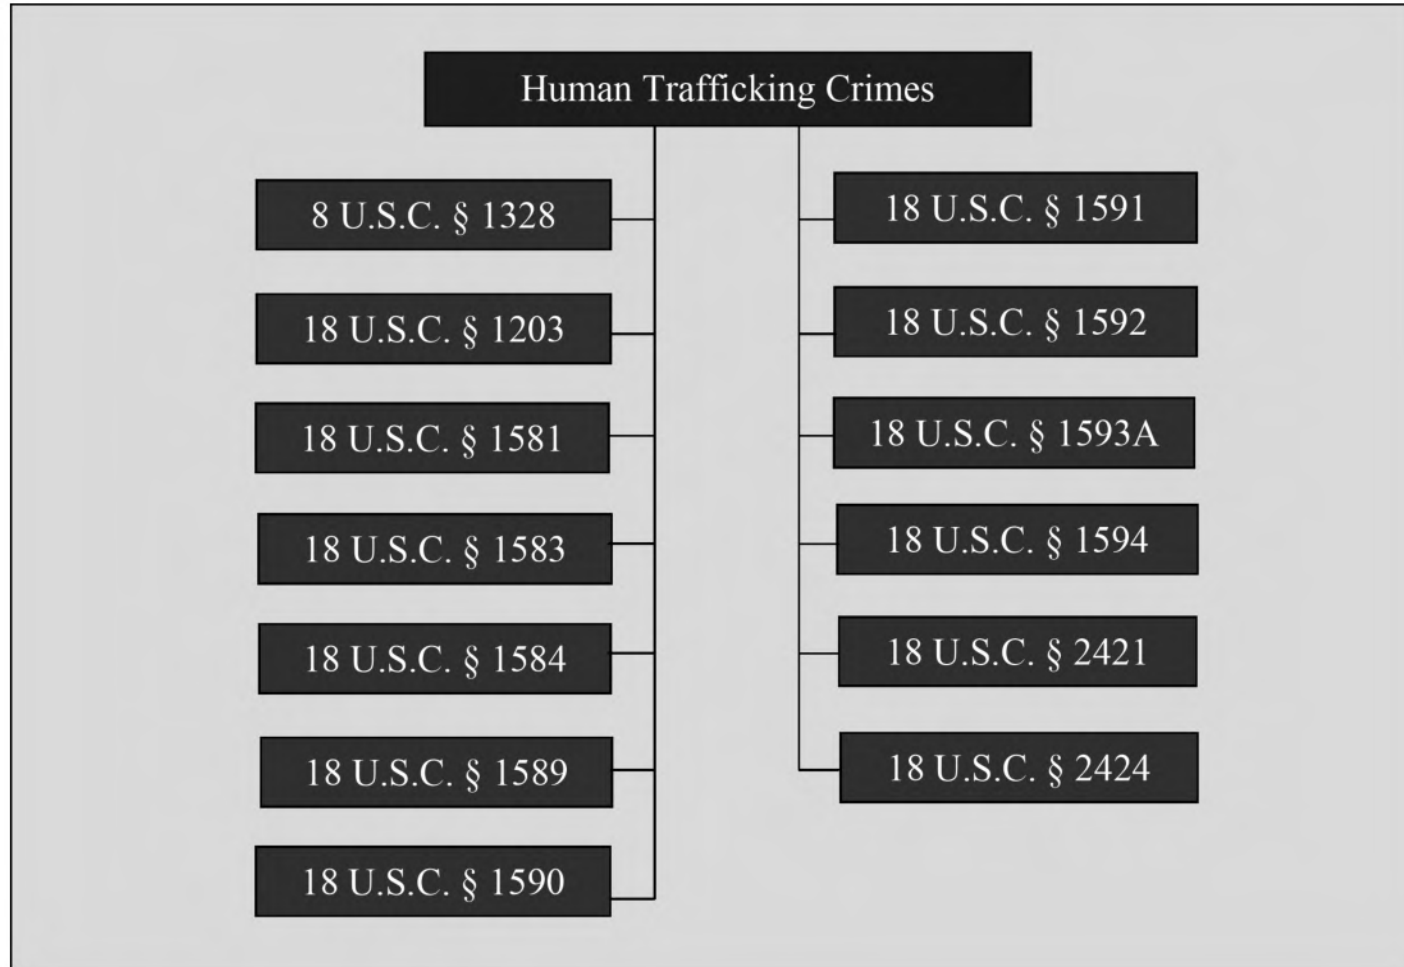 Human Trafficking Crimes
8 U.S.C. § 1328
18 U.S.C. § 1203
18 U.S.C. § 1581
18 U.S.C. § 1583
18 U.S.C. § 1584
18 U.S.C. § 1589
18 U.S.C. § 1590
18 U.S.C. § 1591
18 U.S.C. § 1592
18 U.S.C. § 1593A
18 U.S.C. § 1594
18 U.S.C. § 2421
18 U.S.C. § 2424